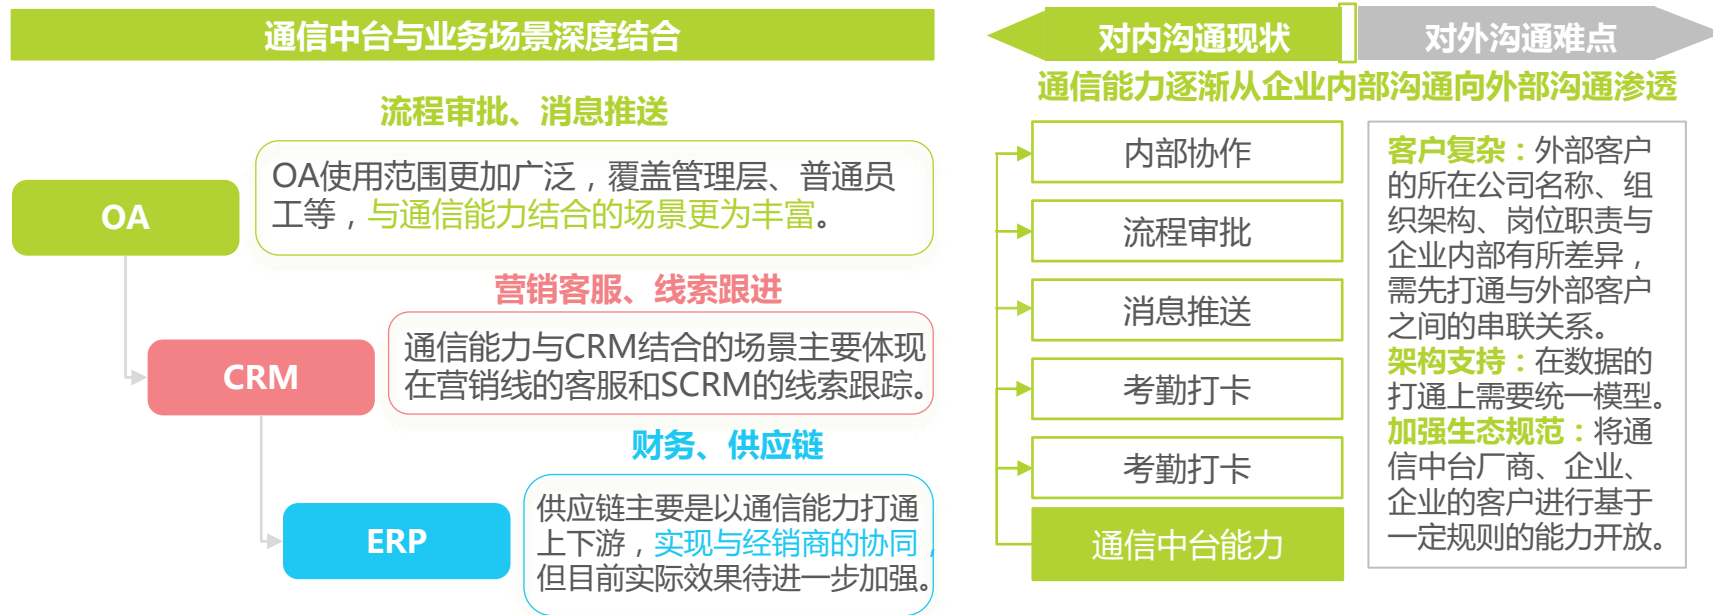 通信中台与业务场景深度结合
流程审批、消息推送
OA
OA使用范围更加广泛，覆盖管理层、普通员
工等，与通信能力结合的场景更为丰富。
营销客服、线索跟进
CRM
通信能力与CRM结合的场景主要体现
在营销线的客服和SCRM的线索跟踪。
财务、供应链
ERP
供应链主要是以通信能力打通
上下游，实现与经销商的协同，
但目前实际效果待进一步加强。
对内沟通现状
对外沟通难点
通信能力逐渐从企业内部沟通向外部沟通渗透
内部协作
流程审批
消息推送
考勤打卡
考勤打卡
通信中台能力
客户复杂：外部客户
的所在公司名称、组
织架构、岗位职责与
企业内部有所差异，
需先打通与外部客户
之间的串联关系。
架构支持：在数据的
打通上需要统一模型。
加强生态规范：将通
信中台厂商、企业、
企业的客户进行基于
一定规则的能力开放。